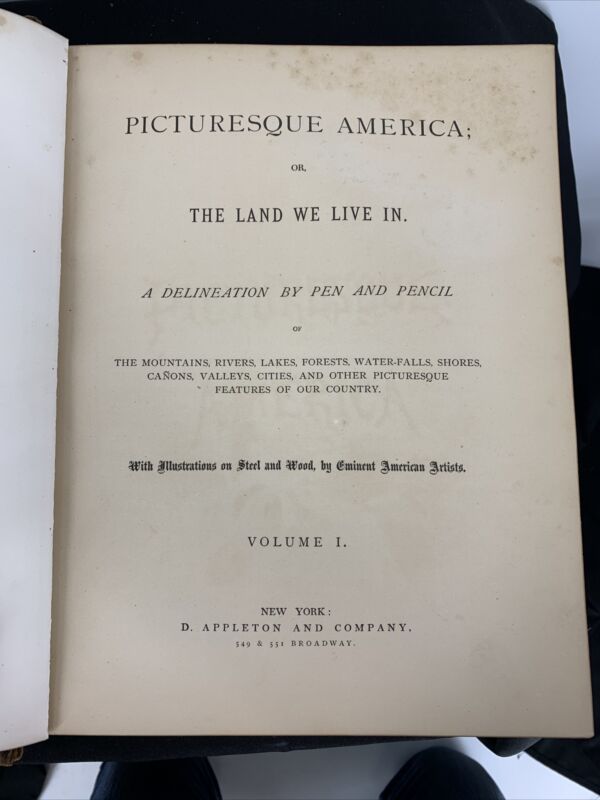 PICTURESQUE AMERICA;
OR,
THE LAND WE LIVE IN.
A DELINEATION BY PEN AND PENCIL
OF
THE MOUNTAINS, RIVERS, LAKES, FORESTS, WATER-FALLS, SHORES,
CAÑONS, VALLEYS, CITIES, AND OTHER PICTURESQUE
FEATURES OF OUR COUNTRY.
With Illustrations on Steel and Wood, by Eminent American Artists.
VOLUME I.
NEW YORK:
D. APPLETON AND COMPANY,
549 & 551 BROADWAY.